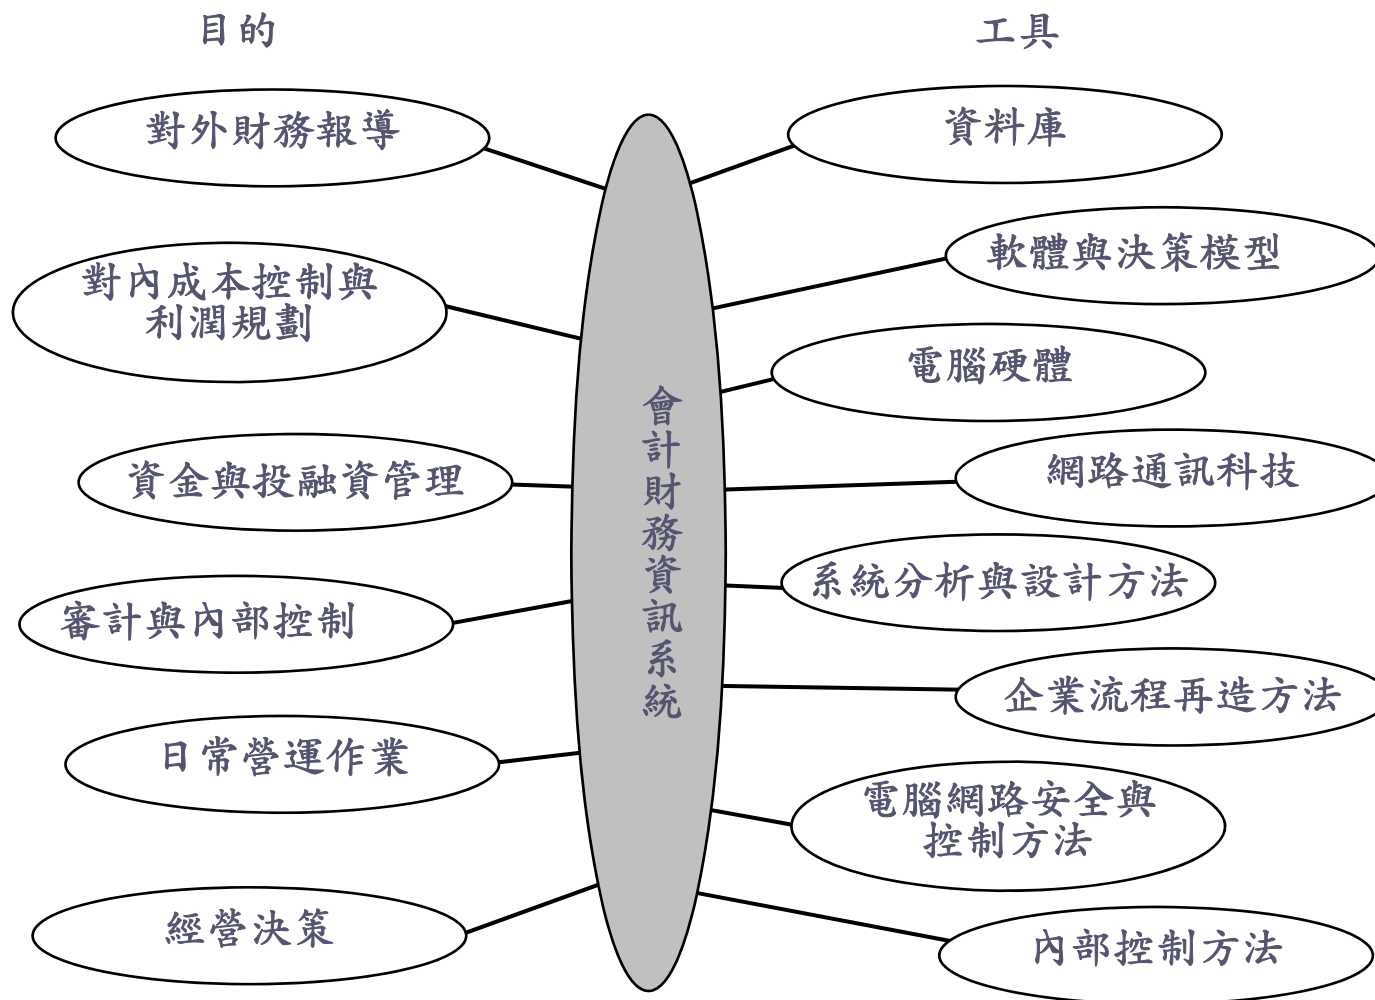 目的
工具
對外財務報導
對內成本控制與
利潤規劃
資金與投融資管理
審計與內部控制
日常營運作業
經營決策
會計財務資訊系統
資料庫
軟體與決策模型
電腦硬體
網路通訊科技
系統分析與設計方法
企業流程再造方法
電腦網路安全與
控制方法
內部控制方法